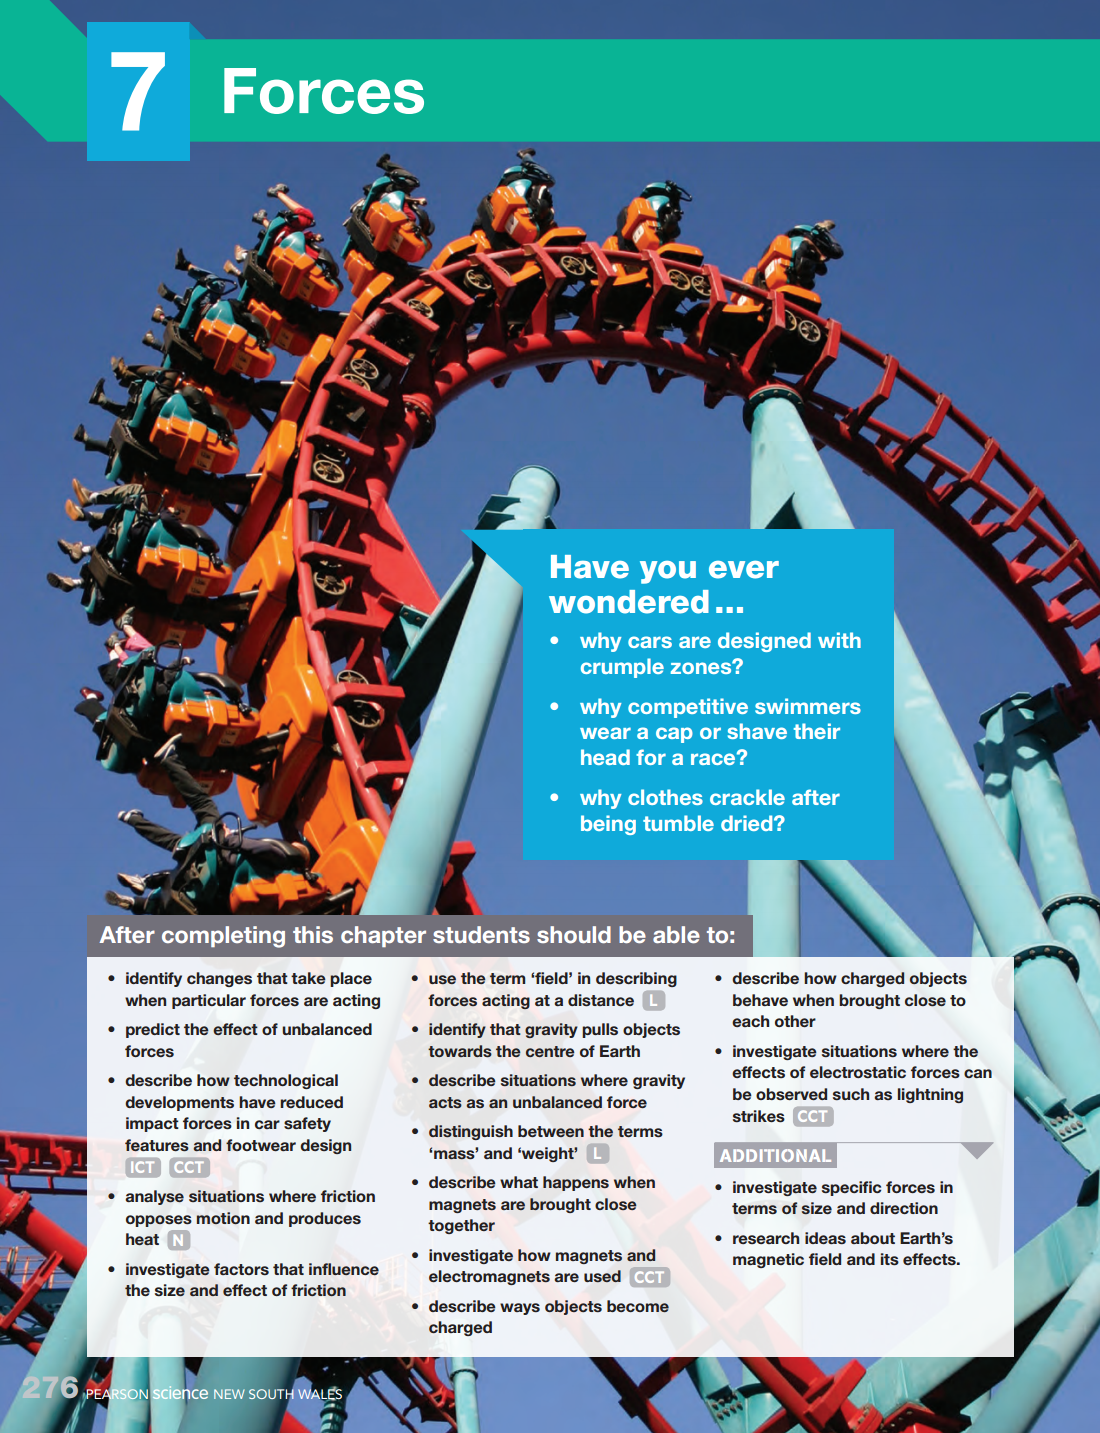 7
Forces
Have you ever
wondered...
• why cars are designed with
crumple zones?
• why competitive swimmers
wear a cap or shave their
head for a race?
• why clothes crackle after
being tumble dried?
After completing this chapter students should be able to:
• identify changes that take place
when particular forces are acting
• predict the effect of unbalanced
forces
• describe how technological
developments have reduced
impact forces in car safety
features and footwear design
ICT CCT
• analyse situations where friction
opposes motion and produces
heat N
• investigate factors that influence
the size and effect of friction
• use the term ‘field’ in describing
forces acting at a distance L
• identify that gravity pulls objects
towards the centre of Earth
• describe situations where gravity
acts as an unbalanced force
• distinguish between the terms
‘mass’ and ‘weight’ L
• describe what happens when
magnets are brought close
together
• investigate how magnets and
electromagnets are used CCT
• describe ways objects become
charged
• describe how charged objects
behave when brought close to
each other
• investigate situations where the
effects of electrostatic forces can
be observed such as lightning
strikes CCT
ADDITIONAL
• investigate specific forces in
terms of size and direction
• research ideas about Earth’s
magnetic field and its effects.
276 PEARSON science NEW SOUTH WALES